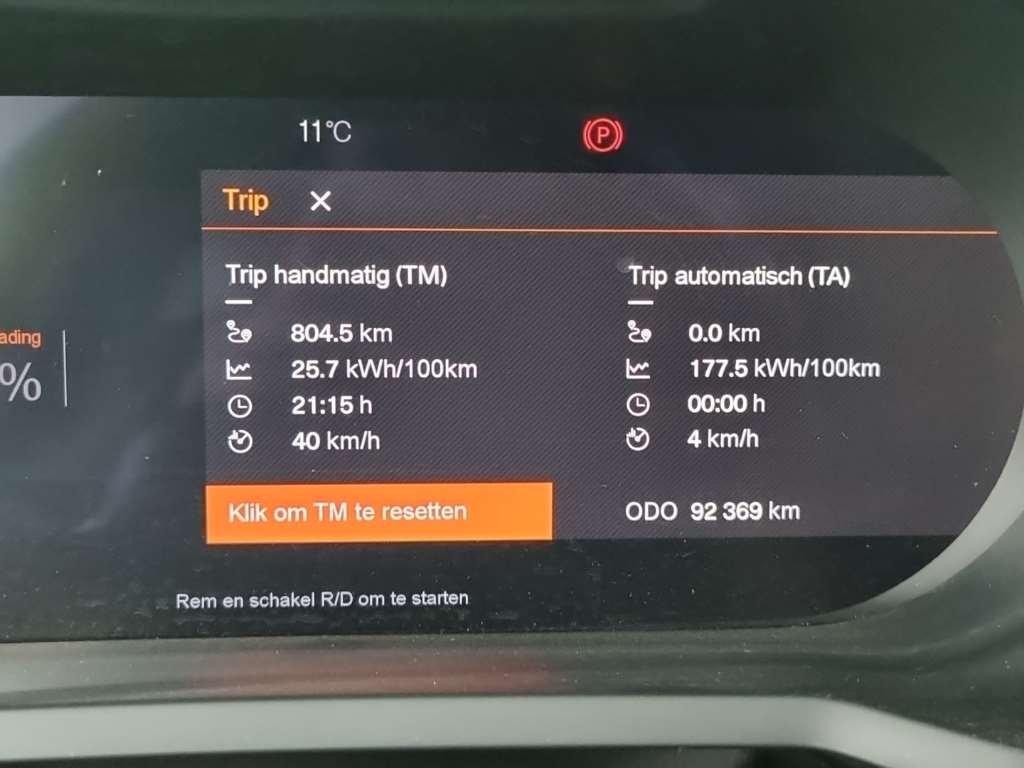 11°C
P
Trip ✕
Trip handmatig (TM)
804.5 km
25.7 kWh/100km
21:15 h
40 km/h
Klik om TM te resetten
Trip automatisch (TA)
0.0 km
177.5 kWh/100km
00:00 h
4 km/h
ODO 92 369 km
ading
%
Rem en schakel R/D om te starten